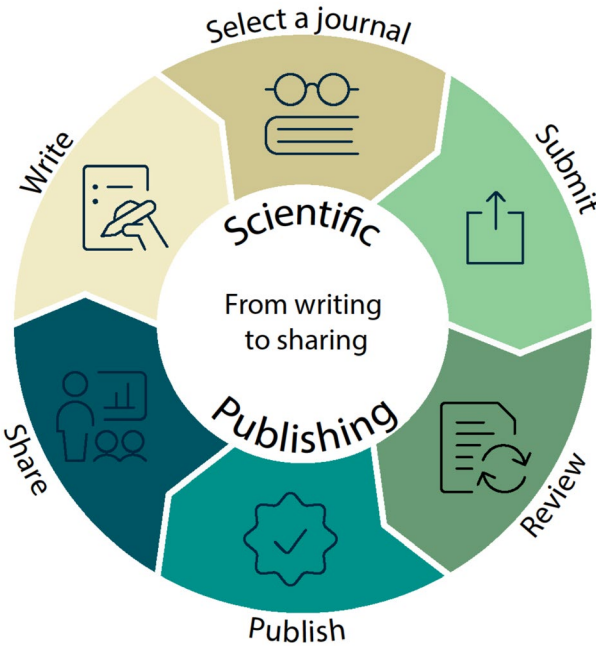 Select a journal
Write
Submit
Scientific
From writing
to sharing
Publishing
Share
Review
Publish